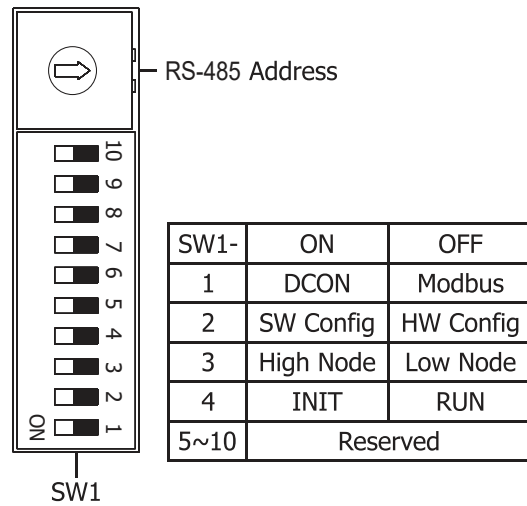 RS-485 Address
10
9
8
7
6
5
4
3
2
1
ON
SW1
SW1- ON OFF
1 DCON Modbus
2 SW Config HW Config
3 High Node Low Node
4 INIT RUN
5~10 Reserved